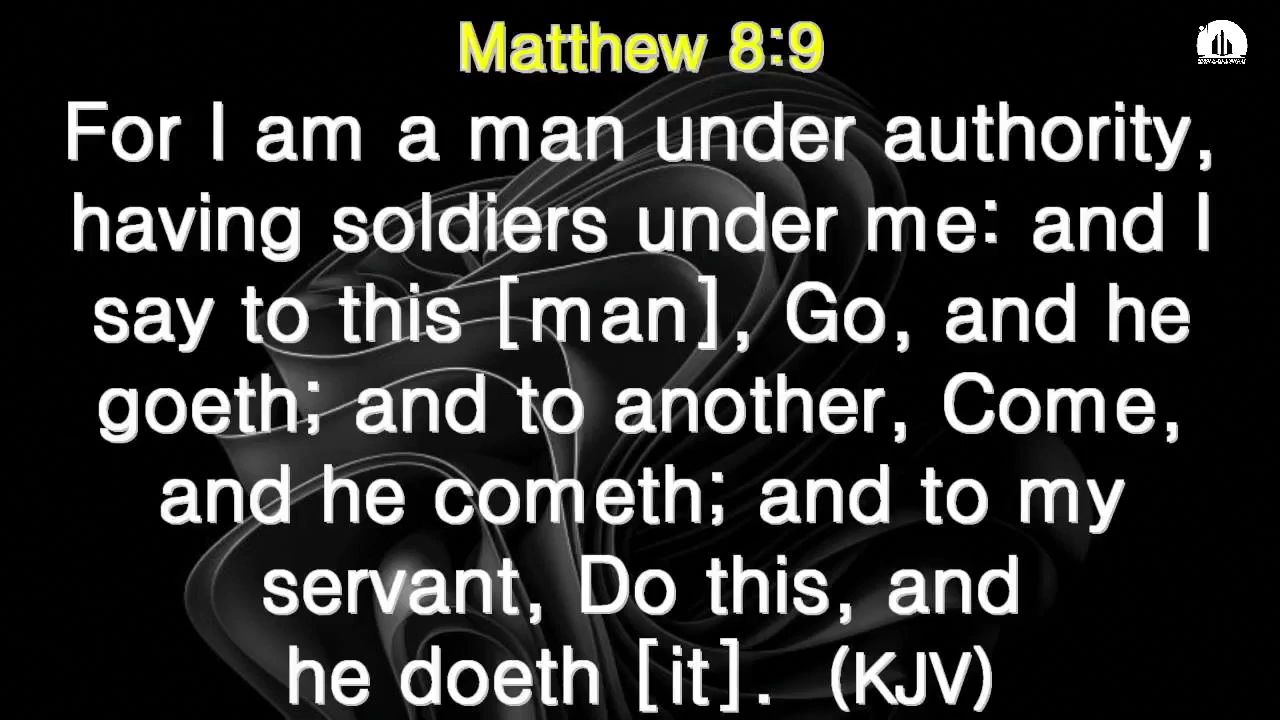 Matthew 8:9
For I am a man under authority,
having soldiers under me: and I
say to this [man], Go, and he
goeth; and to another, Come,
and he cometh; and to my
servant, Do this, and
he doeth [it]. (KJV)